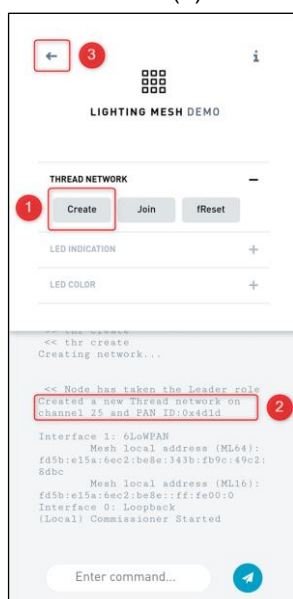 3
i
LIGHTING MESH DEMO
THREAD NETWORK
1
Create Join fReset
LED INDICATION
LED COLOR
<< thr create
<< thr create
Creating network...
<< Node has taken the Leader role
Created a new Thread network on
channel 25 and PAN ID:0x4d1d
2
Interface 1: 6LoWPAN
Mesh local address (ML64):
fd5b:e15a:6ec2:be8e:343b:fb9c:49c2:
8dbc
Mesh local address (ML16):
fd5b:e15a:6ec2:be8e::ff:fe00:0
Interface 0: Loopback
(Local) Commissioner Started
Enter command...